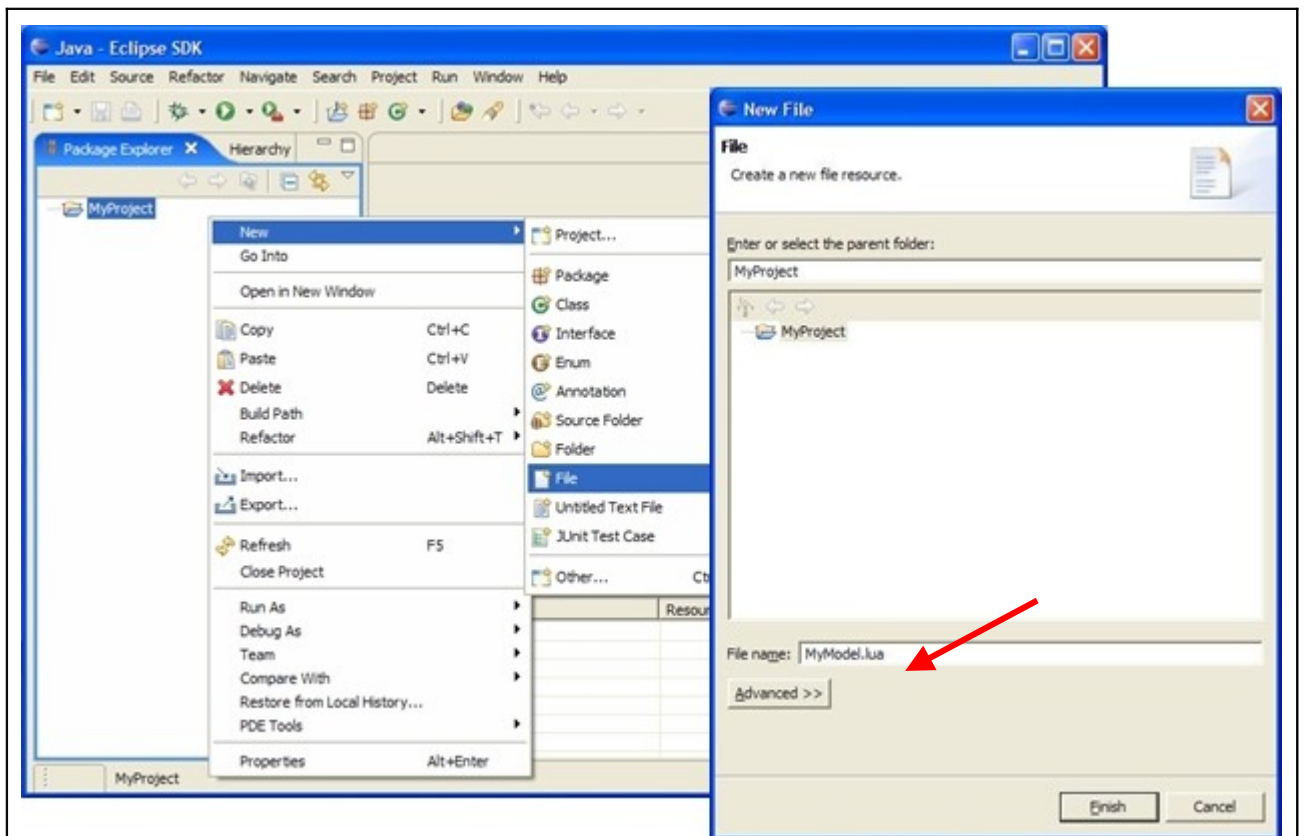 Java - Eclipse SDK
File Edit Source Refactor Navigate Search Project Run Window Help
Package Explorer
Hierarchy
MyProject
New
Go Into
Open in New Window
Copy Ctrl+C
Paste Ctrl+V
Delete Delete
Build Path
Refactor Alt+Shift+T
Import...
Export...
Refresh F5
Close Project
Run As
Debug As
Team
Compare With
Restore from Local History...
PDE Tools
Properties Alt+Enter
Project...
Package
Class
Interface
Enum
Annotation
Source Folder
Folder
File
Untitled Text File
JUnit Test Case
Other... Ct
Resour
MyProject
New File
File
Create a new file resource.
Enter or select the parent folder:
MyProject
MyProject
File name: MyModel.lua
Advanced >>
Finish Cancel